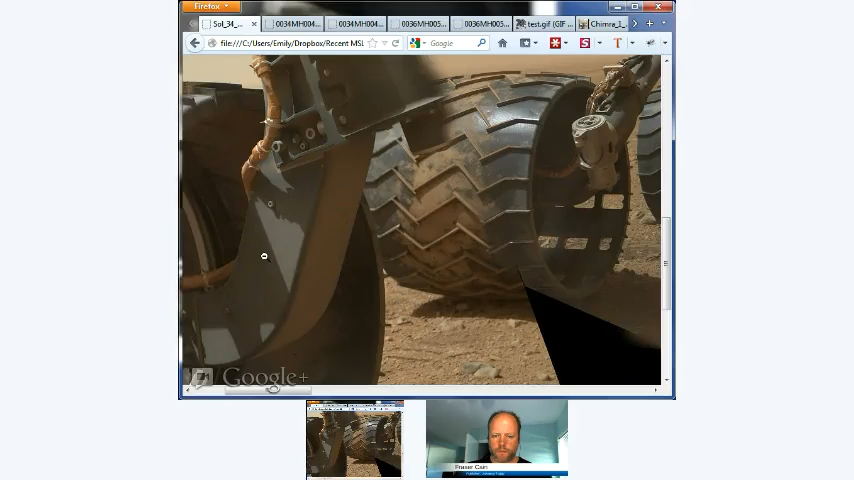 Firefox
Sol_34_...
0034MH004...
0034MH004...
0036MH005...
0036MH005...
test.gif (GIF ...
Chimra_1_
file:///C:/Users/Emily/Dropbox/Recent MSL
Google
S
T
Google+
Fraser Cain